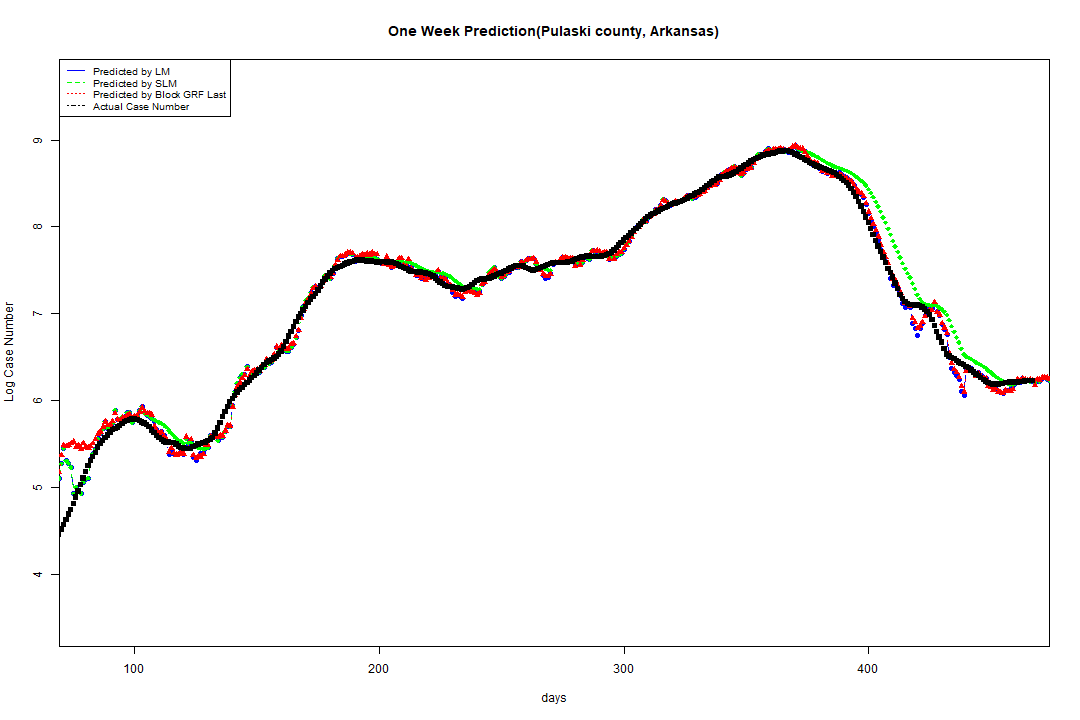 One Week Prediction(Pulaski county, Arkansas)
Predicted by LM
Predicted by SLM
Predicted by Block GRF Last
Actual Case Number
9
8
7
6
5
4
Log Case Number
100
200
300
400
days